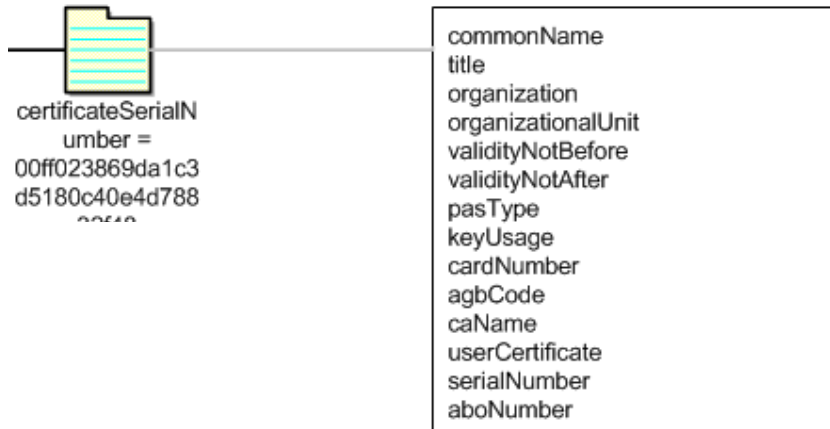 certificateSerialN
umber =
00ff023869da1c3
d5180c40e4d788
commonName
title
organization
organizationalUnit
validityNotBefore
validityNotAfter
pasType
keyUsage
cardNumber
agbCode
caName
userCertificate
serialNumber
aboNumber